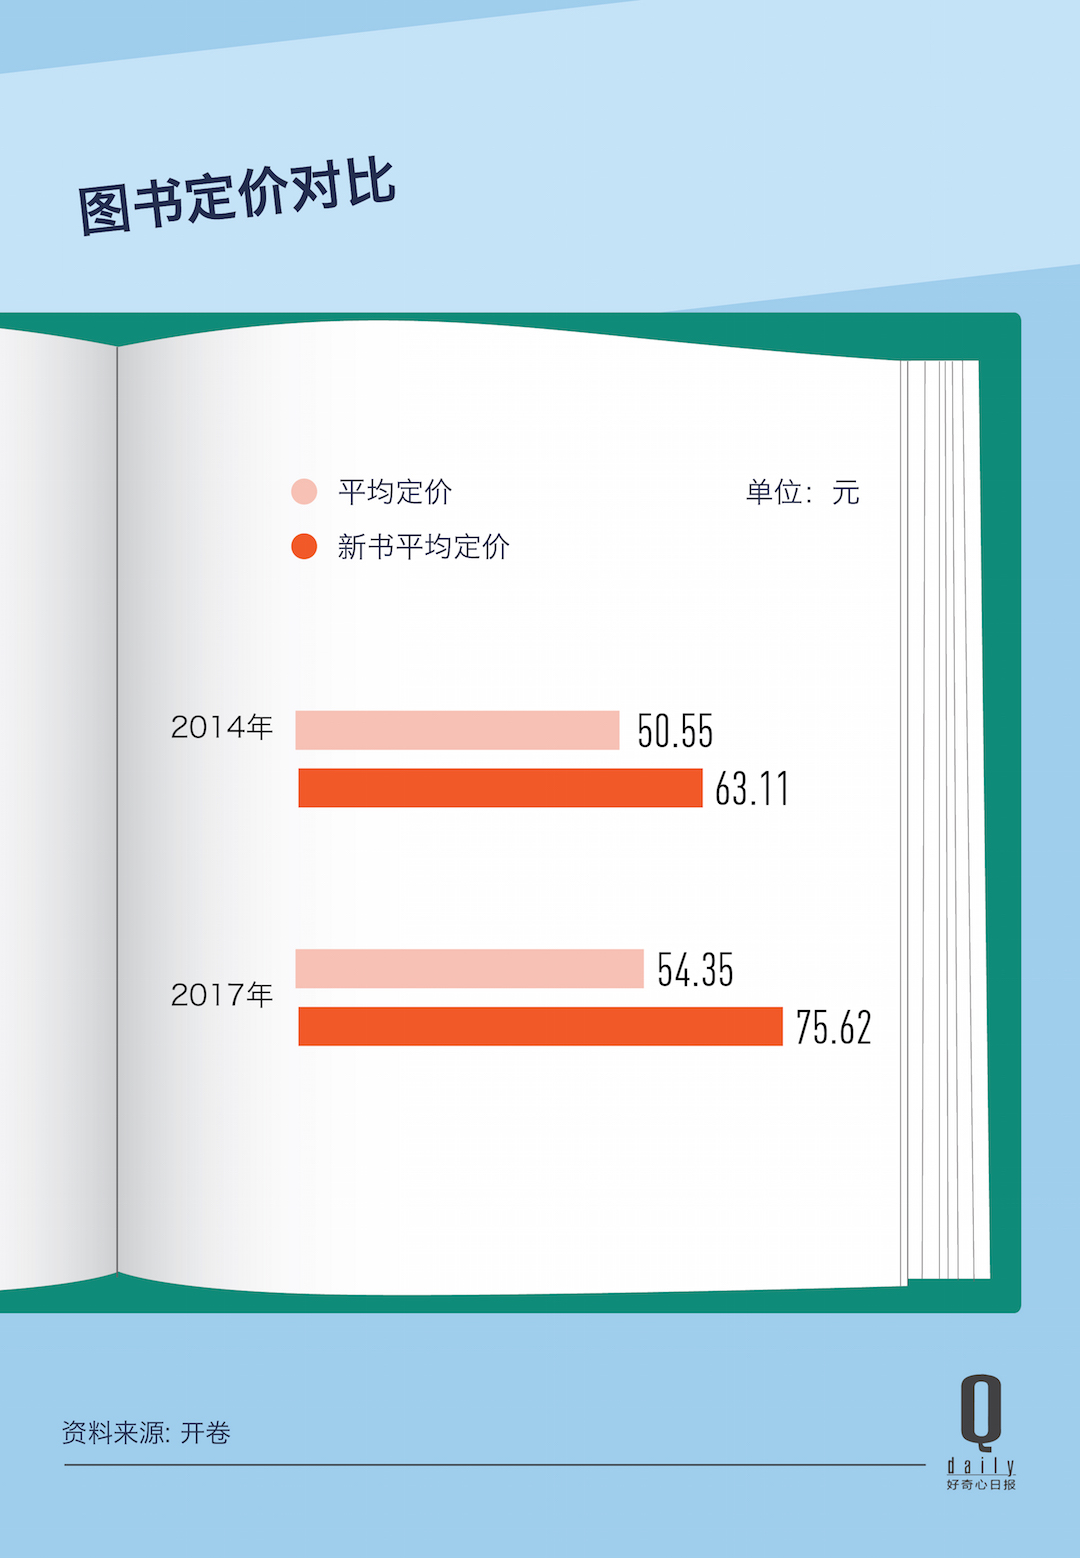 图书定价对比
平均定价
单位：元
新书平均定价
2014年
50.55
63.11
2017年
54.35
75.62
资料来源: 开卷
Q
daily
好奇心日报